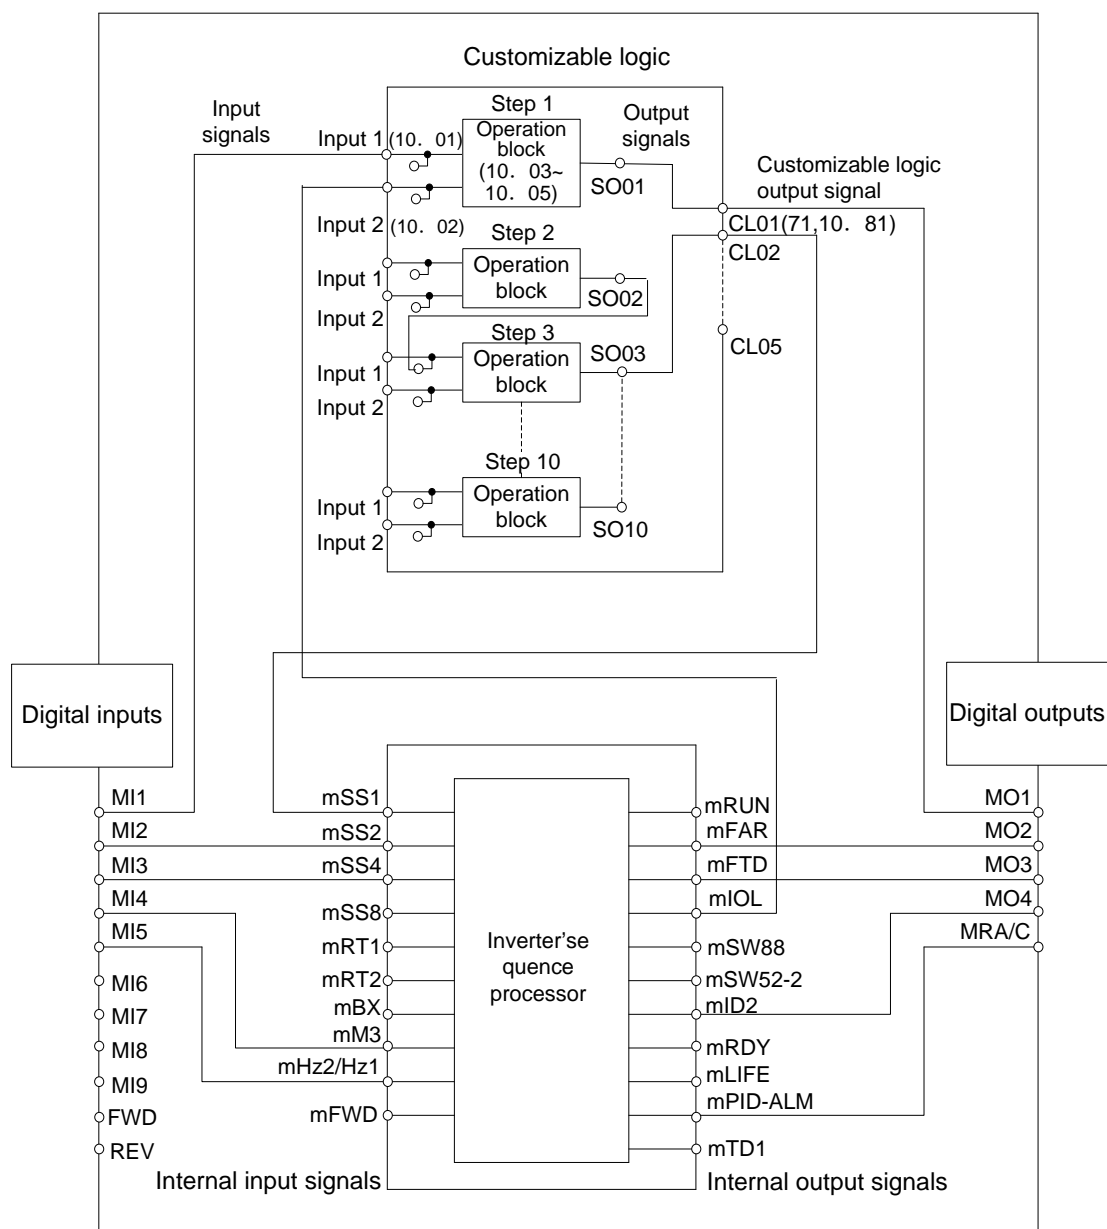 Customizable logic
Input
signals
Step 1
Output
signals
Input 1 (10. 01)
Operation
block
(10. 03~
10. 05)
SO01
Customizable logic
output signal
Input 2 (10. 02)
CL01(71,10. 81)
Step 2
CL02
Input 1
Operation
block
SO02
Input 2
Step 3
SO03
CL05
Input 1
Operation
block
Input 2
Step 10
Input 1
Operation
block
SO10
Input 2
Digital inputs
Digital outputs
MI1
MI2
MI3
MI4
MI5
MI6
MI7
MI8
MI9
FWD
REV
mSS1
mSS2
mSS4
mSS8
mRT1
mRT2
mBX
mM3
mHz2/Hz1
mFWD
Inverter'se
quence
processor
mRUN
mFAR
mFTD
mIOL
mSW88
mSW52-2
mID2
mRDY
mLIFE
mPID-ALM
mTD1
MO1
MO2
MO3
MO4
MRA/C
Internal input signals
Internal output signals